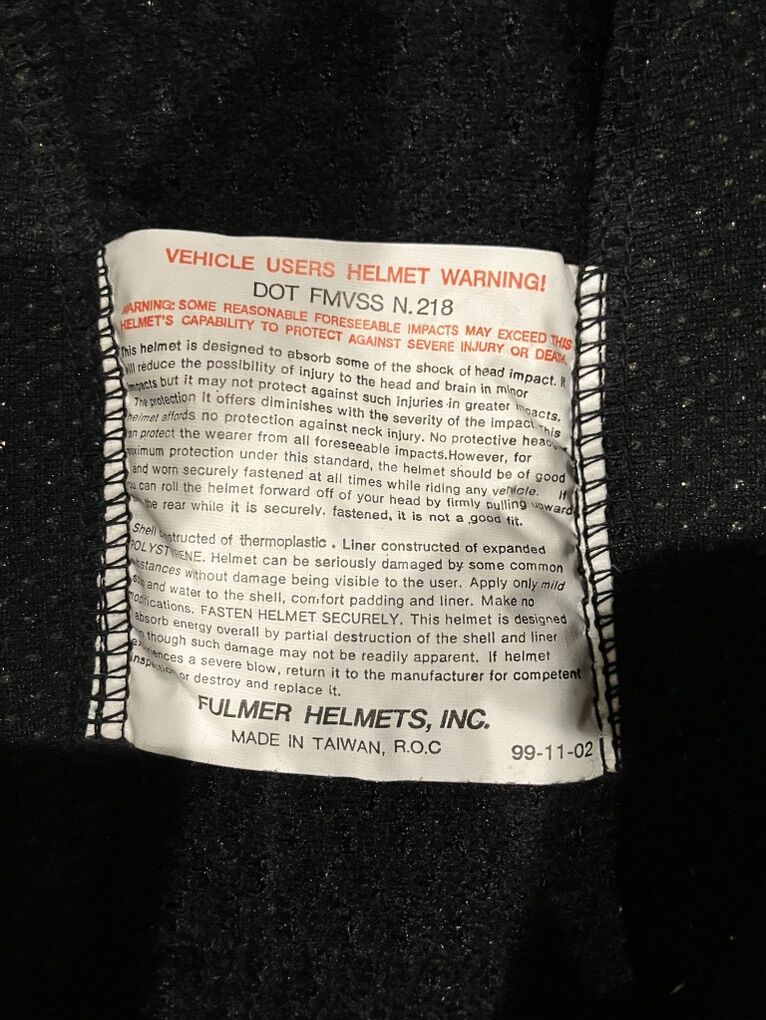 VEHICLE USERS HELMET WARNING!
DOT FMVSS N.218
WARNING: SOME REASONABLE FORESEEABLE IMPACTS MAY EXCEED THIS
HELMET'S CAPABILITY TO PROTECT AGAINST SEVERE INJURY OR DEATH.
This helmet is designed to absorb some of the shock of head impact. It
will reduce the possibility of injury to the head and brain in minor
impacts but it may not protect against such injuries in greater impacts.
The protection It offers diminishes with the severity of the impact this
helmet affords no protection against neck injury. No protective
can protect the wearer from all foreseeable impacts.However, for
maximum protection under this standard, the helmet should be of good
and worn securely fastened at all times while riding any vehicle. If
you can roll the helmet forward off of your head by firmly pulling upward
the rear while it is securely. fastened, it is not a good fit.
Shell constructed of thermoplastic . Liner constructed of expanded
POLYSTYRENE. Helmet can be seriously damaged by some common
substances without damage being visible to the user. Apply only mild
soap and water to the shell, comfort padding and liner. Make no
modifications. FASTEN HELMET SECURELY. This helmet is designed
absorb energy overall by partial destruction of the shell and liner
though such damage may not be readily apparent. If helmet
experiences a severe blow, return it to the manufacturer for competent
inspection or destroy and replace it.
FULMER HELMETS, INC.
MADE IN TAIWAN, R.O.C
99-11-02